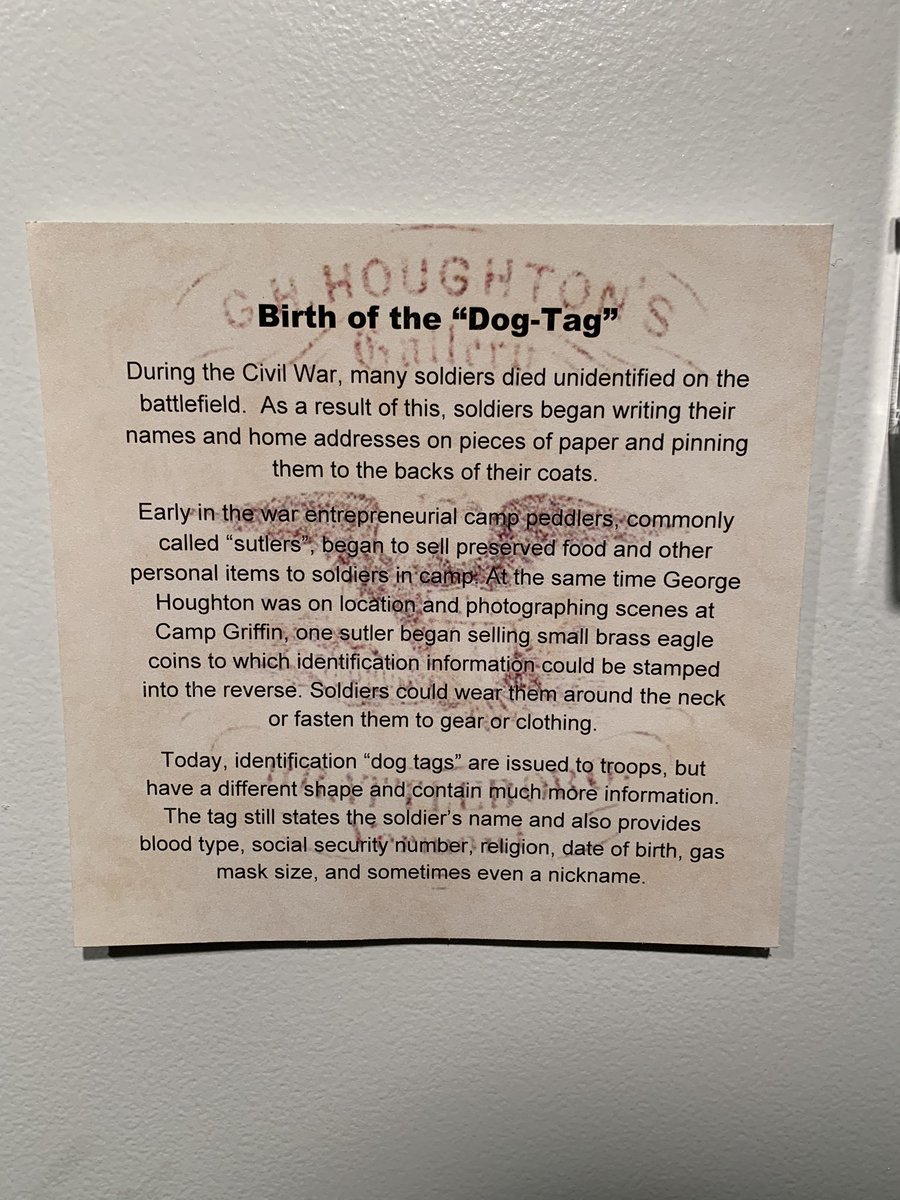 G.H. HOUGHTON'S
Gallery
Birth of the “Dog-Tag”
During the Civil War, many soldiers died unidentified on the
battlefield.  As a result of this, soldiers began writing their
names and home addresses on pieces of paper and pinning
them to the backs of their coats.
Early in the war entrepreneurial camp peddlers, commonly
called “sutlers”, began to sell preserved food and other
personal items to soldiers in camp. At the same time George
Houghton was on location and photographing scenes at
Camp Griffin, one sutler began selling small brass eagle
coins to which identification information could be stamped
into the reverse. Soldiers could wear them around the neck
or fasten them to gear or clothing.
Today, identification “dog tags” are issued to troops, but
have a different shape and contain much more information.
The tag still states the soldier’s name and also provides
blood type, social security number, religion, date of birth, gas
mask size, and sometimes even a nickname.